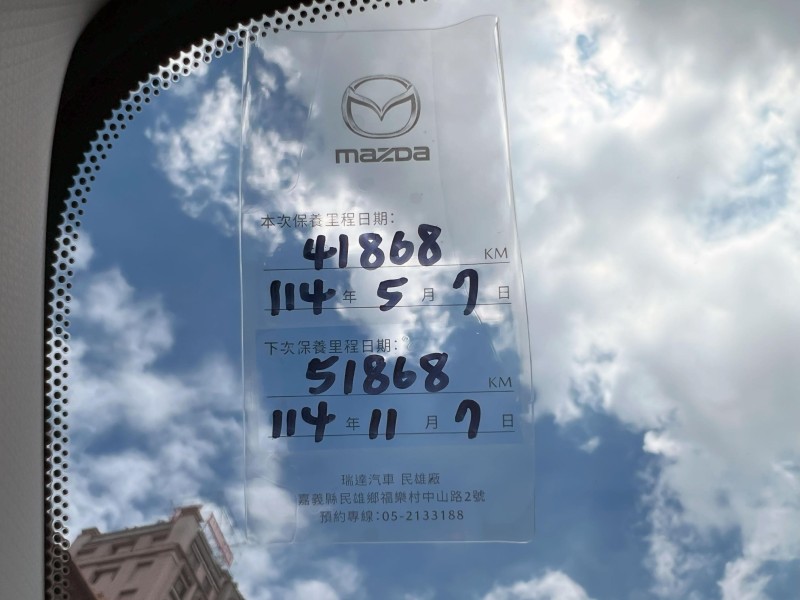 mazda
本次保養里程日期:
41868 KM
114 年 5 月 7 日
下次保養里程日期:
51868 KM
114 年 11 月 7 日
瑞達汽車 民雄廠
嘉義縣民雄鄉福樂村中山路2號
預約專線:05-2133188